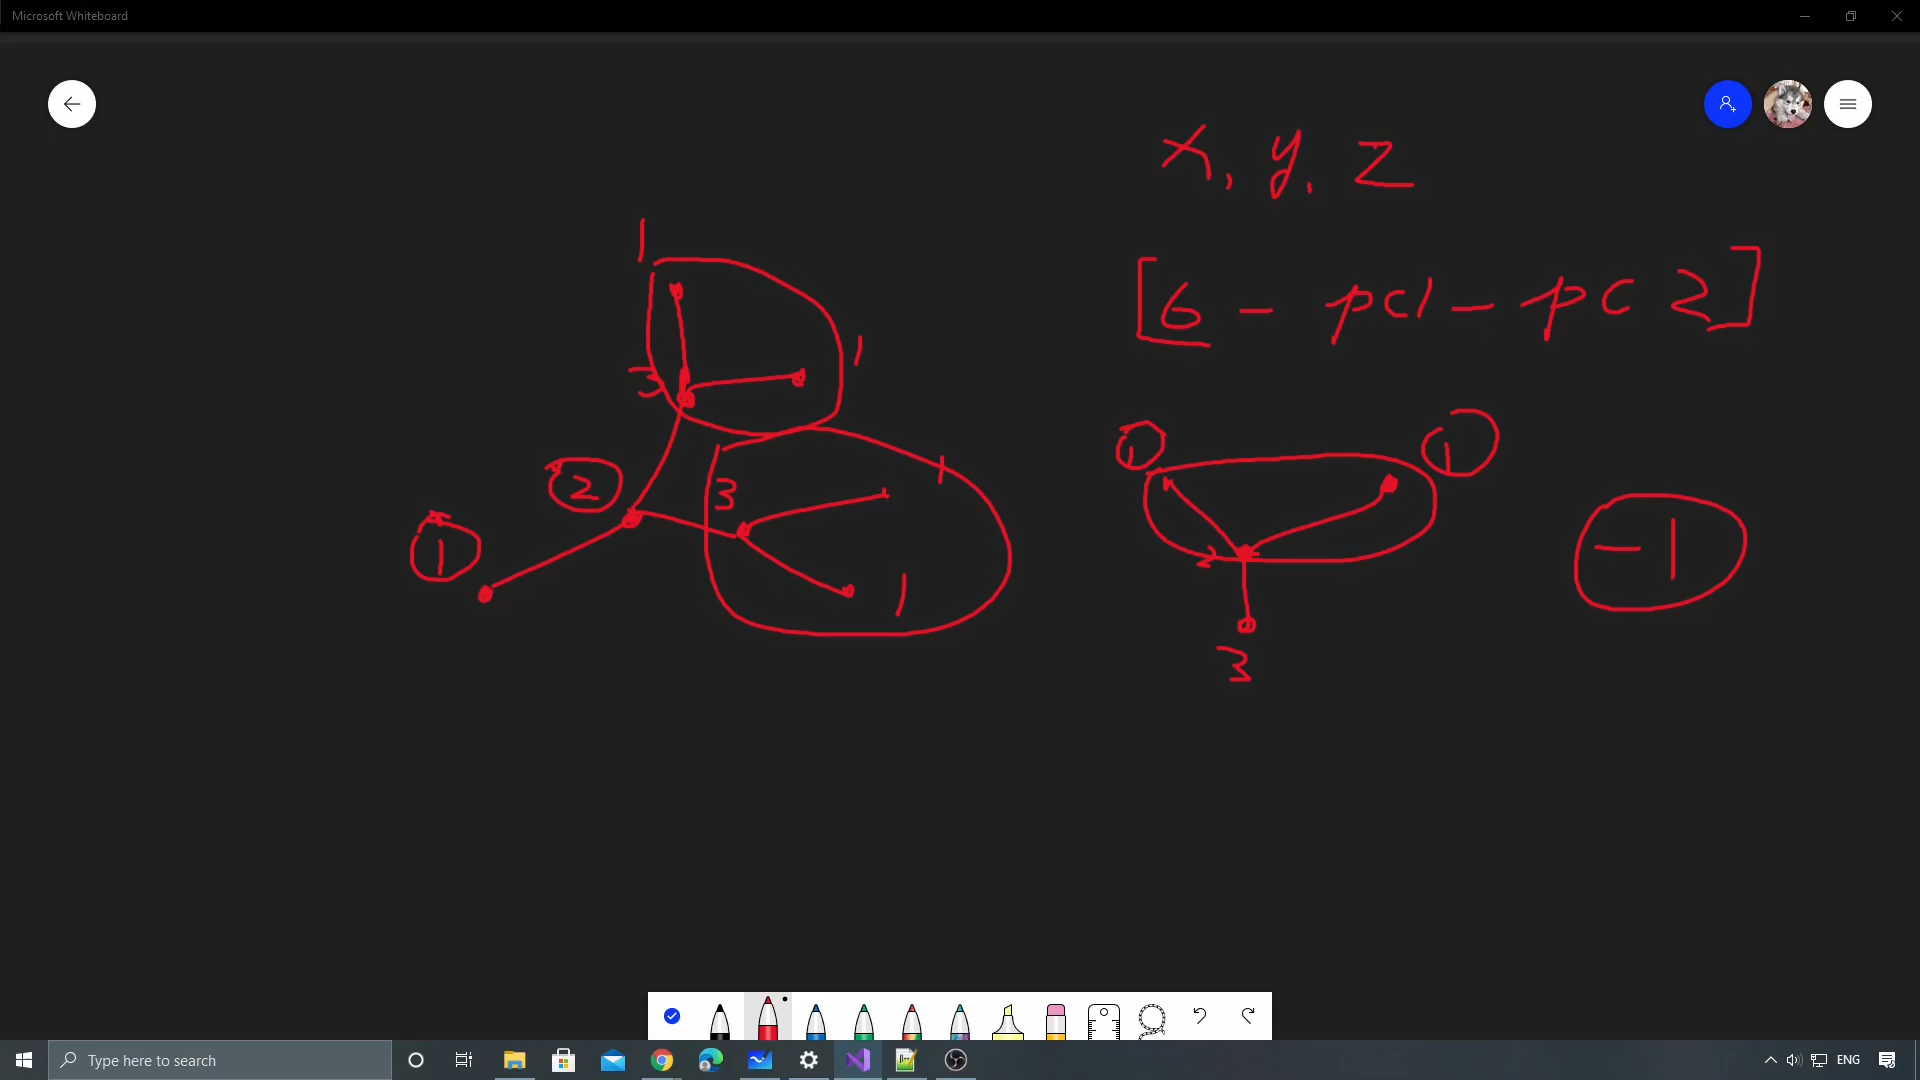 Microsoft Whiteboard
x, y, z
1
[6 - pc1 - pc2]
3
1
1
1
2
3
1
1
-1
2
1
3
Type here to search
ENG